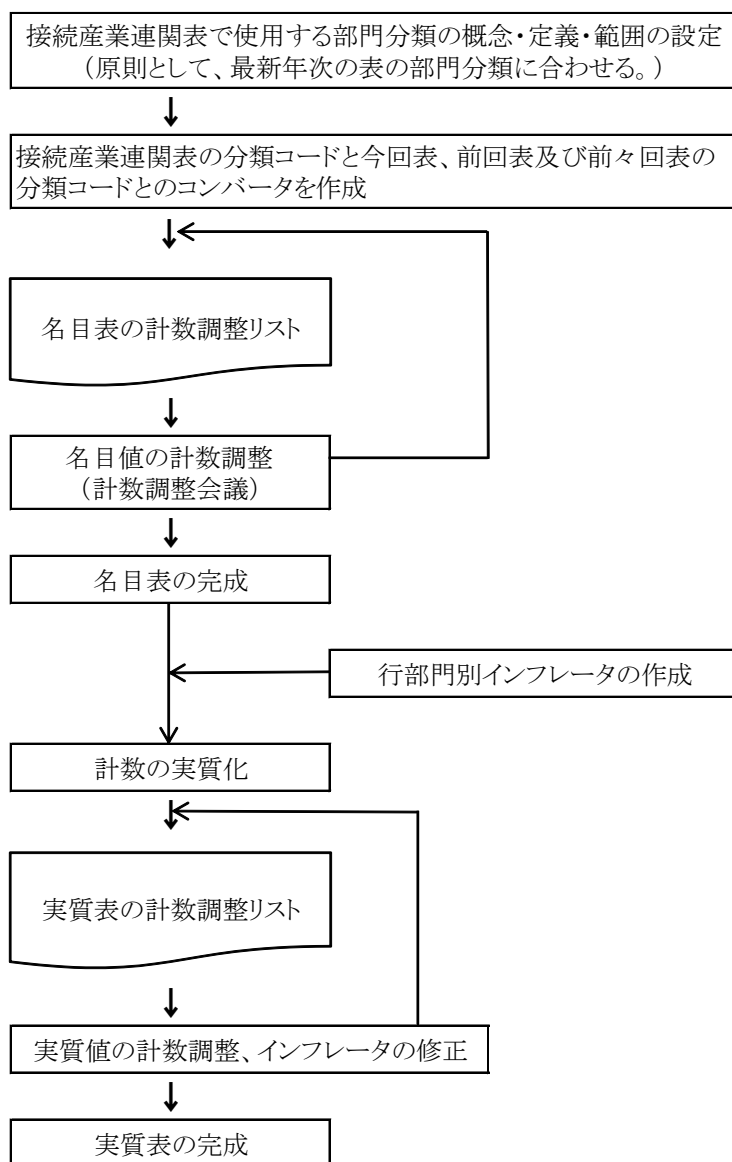 接続産業連関表で使用する部門分類の概念・定義・範囲の設定
（原則として、最新年次の表の部門分類に合わせる。）
接続産業連関表の分類コードと今回表、前回表及び前々回表の
分類コードとのコンバータを作成
名目表の計数調整リスト
名目値の計数調整
（計数調整会議）
名目表の完成
行部門別インフレータの作成
計数の実質化
実質表の計数調整リスト
実質値の計数調整、インフレータの修正
実質表の完成